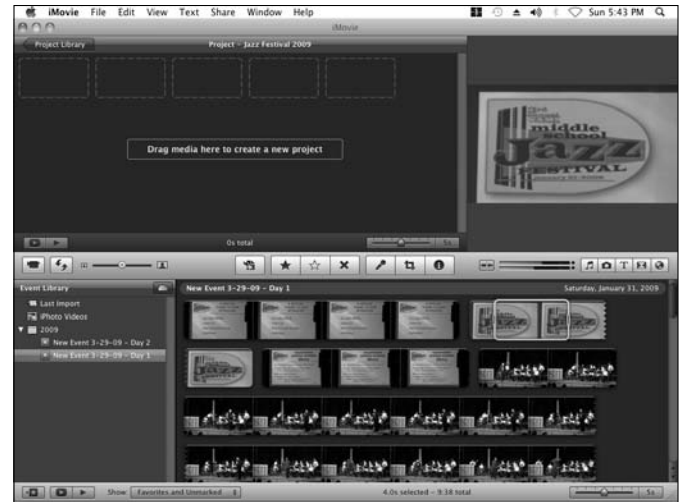 iMovie File Edit View Text Share Window Help Sun 5:43 PM
iMovie
Project Library Project – Jazz Festival 2009
Drag media here to create a new project
middle
school
Jazz
FESTIVAL
0s total 5s
Event Library New Event 3-29-09 – Day 1 Saturday, January 31, 2009
Last Import
iPhoto Videos
2009
New Event 3-29-09 – Day 2
New Event 3-29-09 – Day 1
Show: Favorites and Unmarked 4.0s selected – 9:38 total 5s